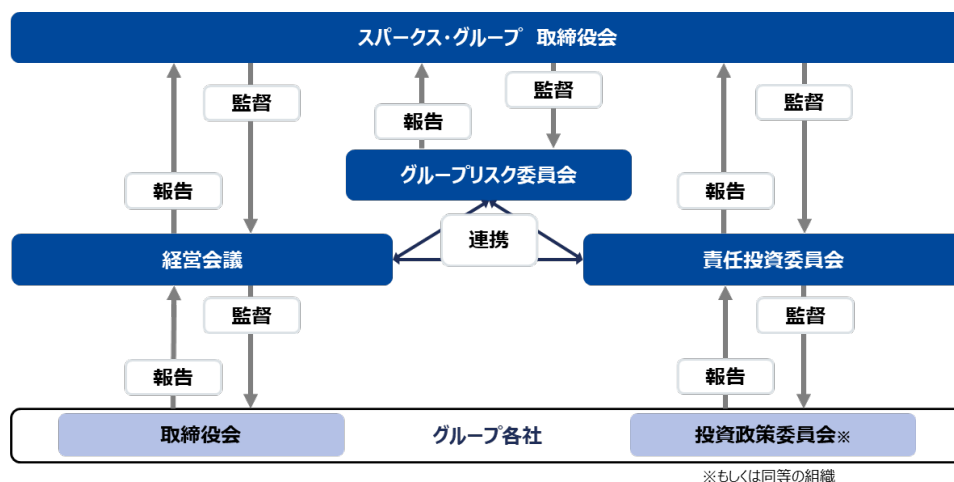 スパークス・グループ 取締役会
監督
報告
監督
報告
監督
報告
グループリスク委員会
連携
経営会議
責任投資委員会
監督
報告
監督
報告
取締役会
グループ各社
投資政策委員会※
※もしくは同等の組織